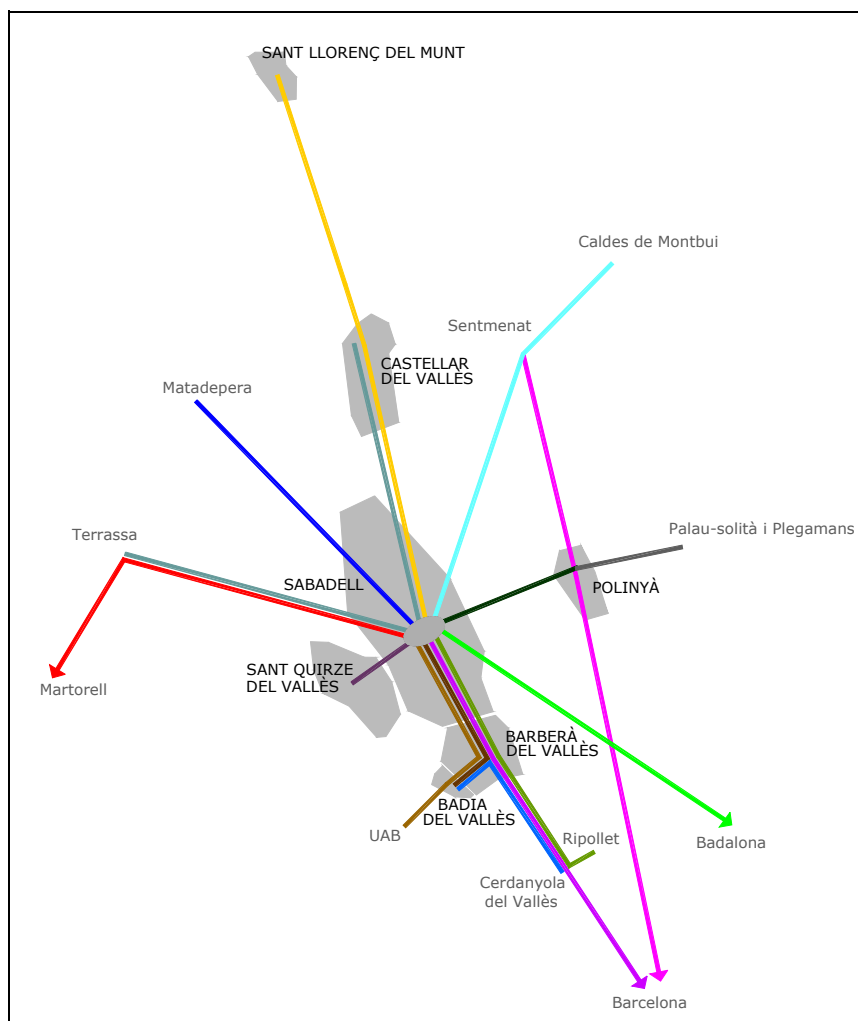 SANT LLORENÇ DEL MUNT
Caldes de Montbui
Sentmenat
CASTELLAR
DEL VALLÈS
Matadepera
Terrassa
Palau-solità i Plegamans
SABADELL
POLINYÀ
SANT QUIRZE
DEL VALLÈS
Martorell
BARBERÀ
DEL VALLÈS
BADIA
DEL VALLÈS
UAB
Ripollet
Badalona
Cerdanyola
del Vallès
Barcelona